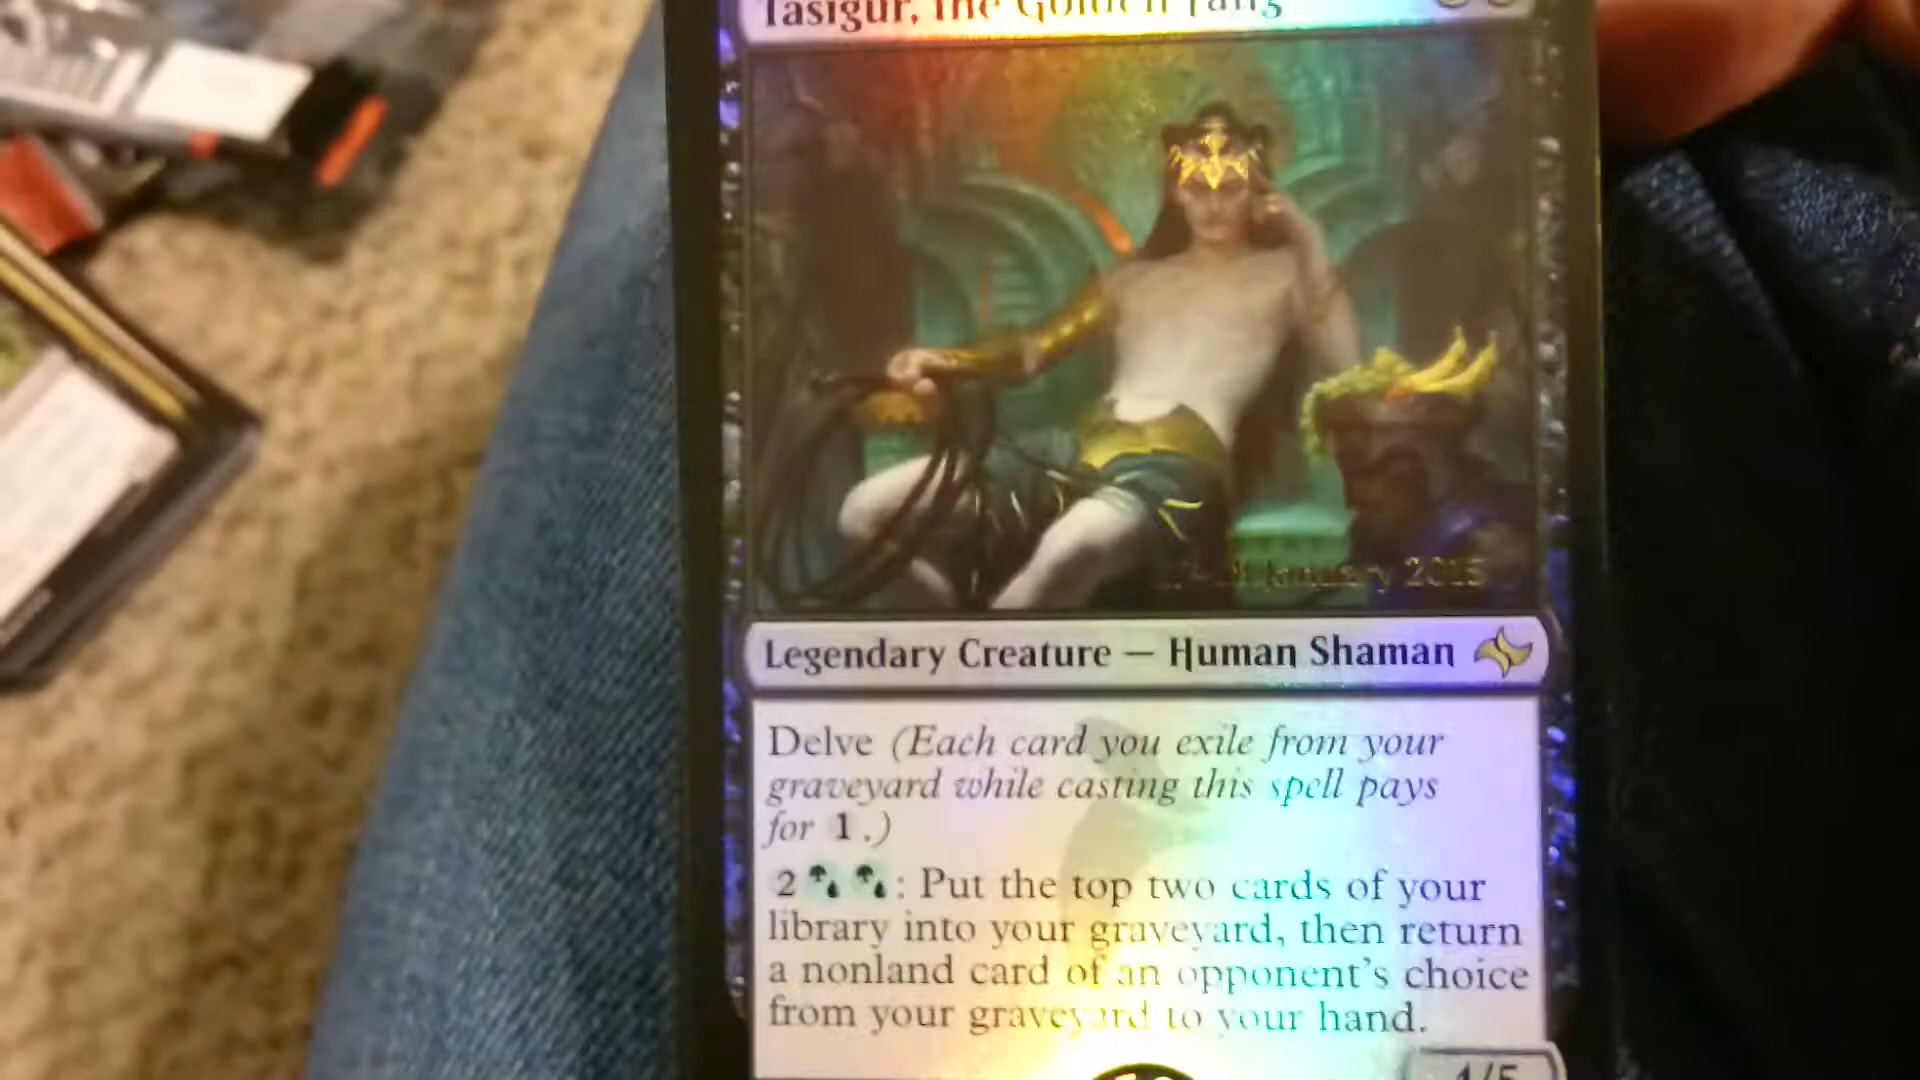 Tasigur, the Golden Fang
January 2015
Legendary Creature — Human Shaman
Delve (Each card you exile from your
graveyard while casting this spell pays
for 1.)
2 : Put the top two cards of your
library into your graveyard, then return
a nonland card of an opponent's choice
from your graveyard to your hand.
4/5